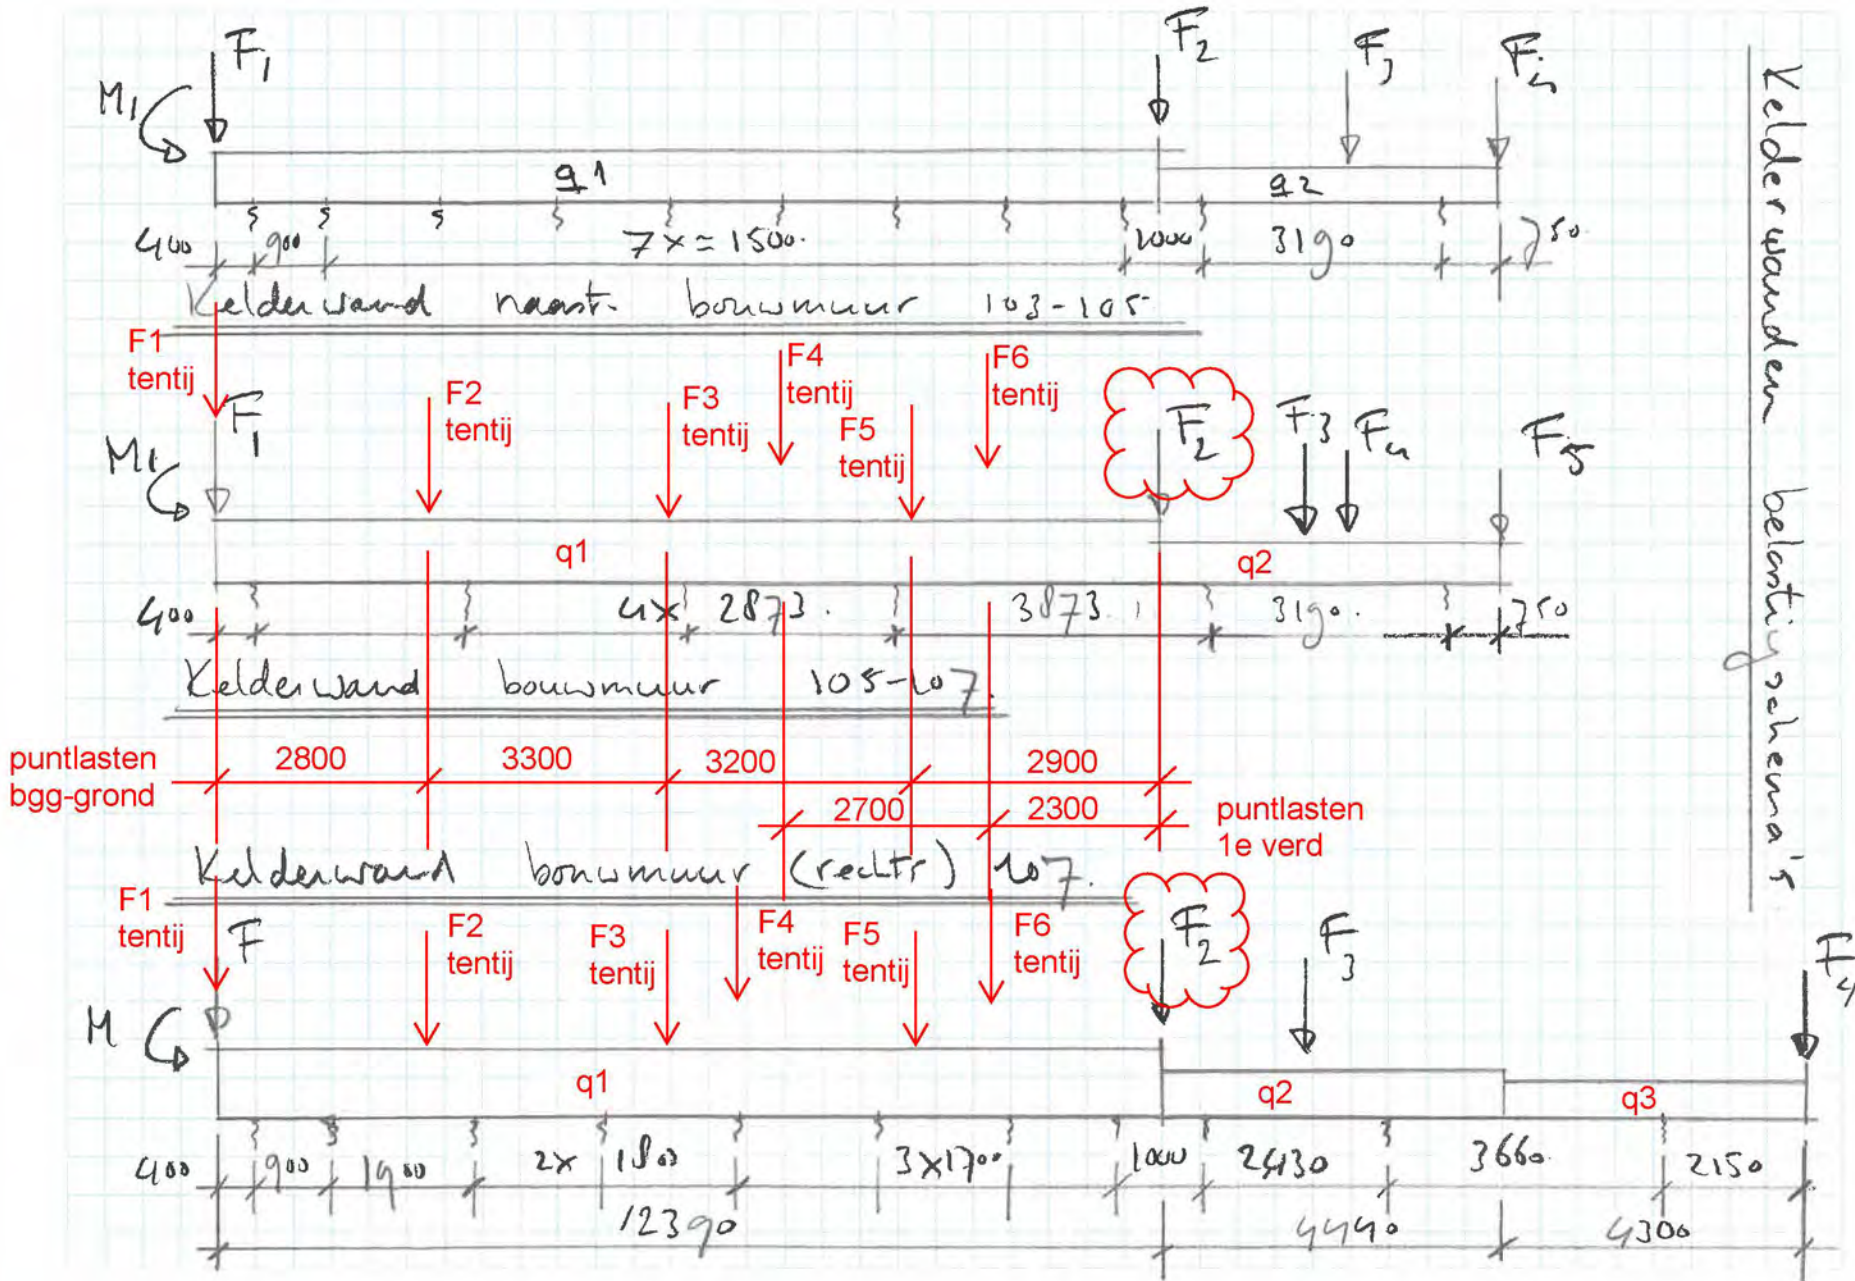 F1
F2
F3
F4
M1
q1
q2
400
900
7x = 1500.
1000
3190
750
Kelderwand naast. bouwmuur 103-105.
F1 tentij
F2 tentij
F3 tentij
F4 tentij
F5 tentij
F6 tentij
F1
M1
F2
F3
F4
F5
q1
q2
400
4x 2873.
3873.
3190.
750
Kelderwand bouwmuur 105-107.
puntlasten bgg-grond
2800
3300
3200
2900
2700
2300
puntlasten 1e verd
Kelderwand bouwmuur (rechts) 107.
F1 tentij
F2 tentij
F3 tentij
F4 tentij
F5 tentij
F6 tentij
F
M
F2
F3
F4
q1
q2
q3
400
900
1900
2x 1800
3x1700
1000
2430
3660.
2150
12390
4490
4300
Kelderwanden belastingschema's